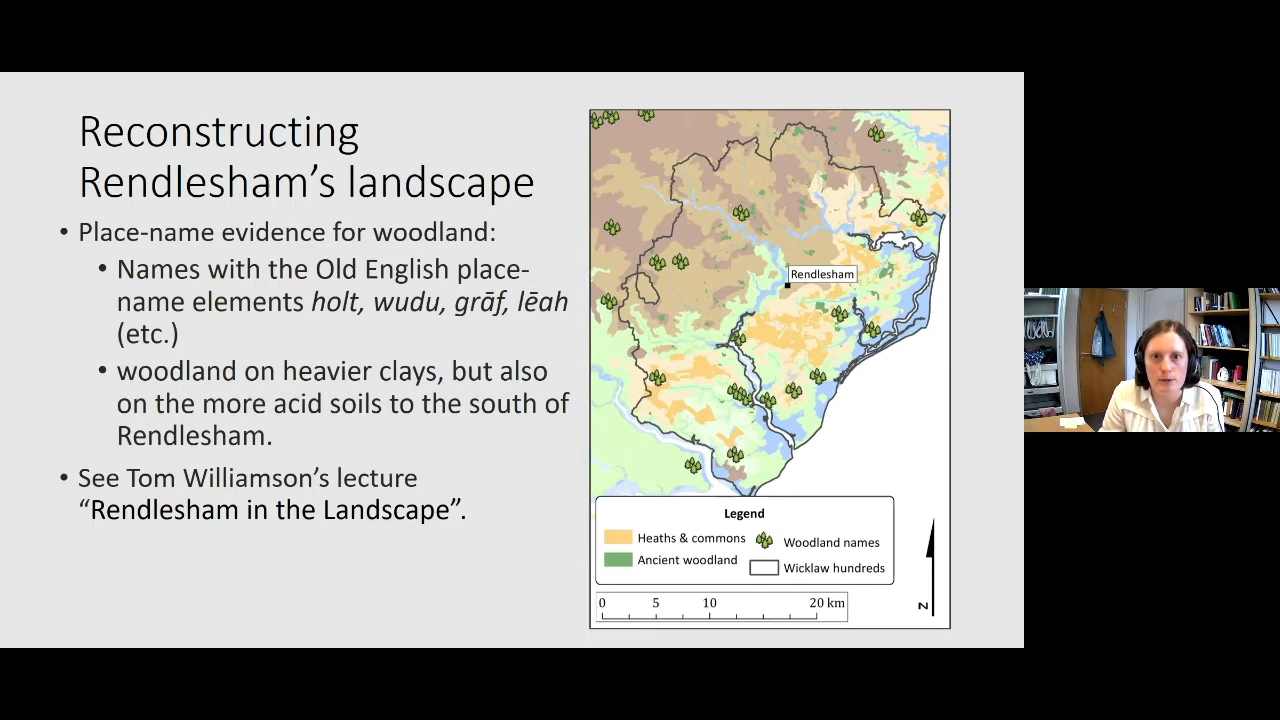 Reconstructing
Rendlesham’s landscape
• Place-name evidence for woodland:
• Names with the Old English place-
name elements holt, wudu, grāf, lēah
(etc.)
• woodland on heavier clays, but also
on the more acid soils to the south of
Rendlesham.
• See Tom Williamson’s lecture
“Rendlesham in the Landscape”.
Rendlesham
Legend
Heaths & commons
Woodland names
Ancient woodland
Wicklaw hundreds
0 5 10 20 km
N